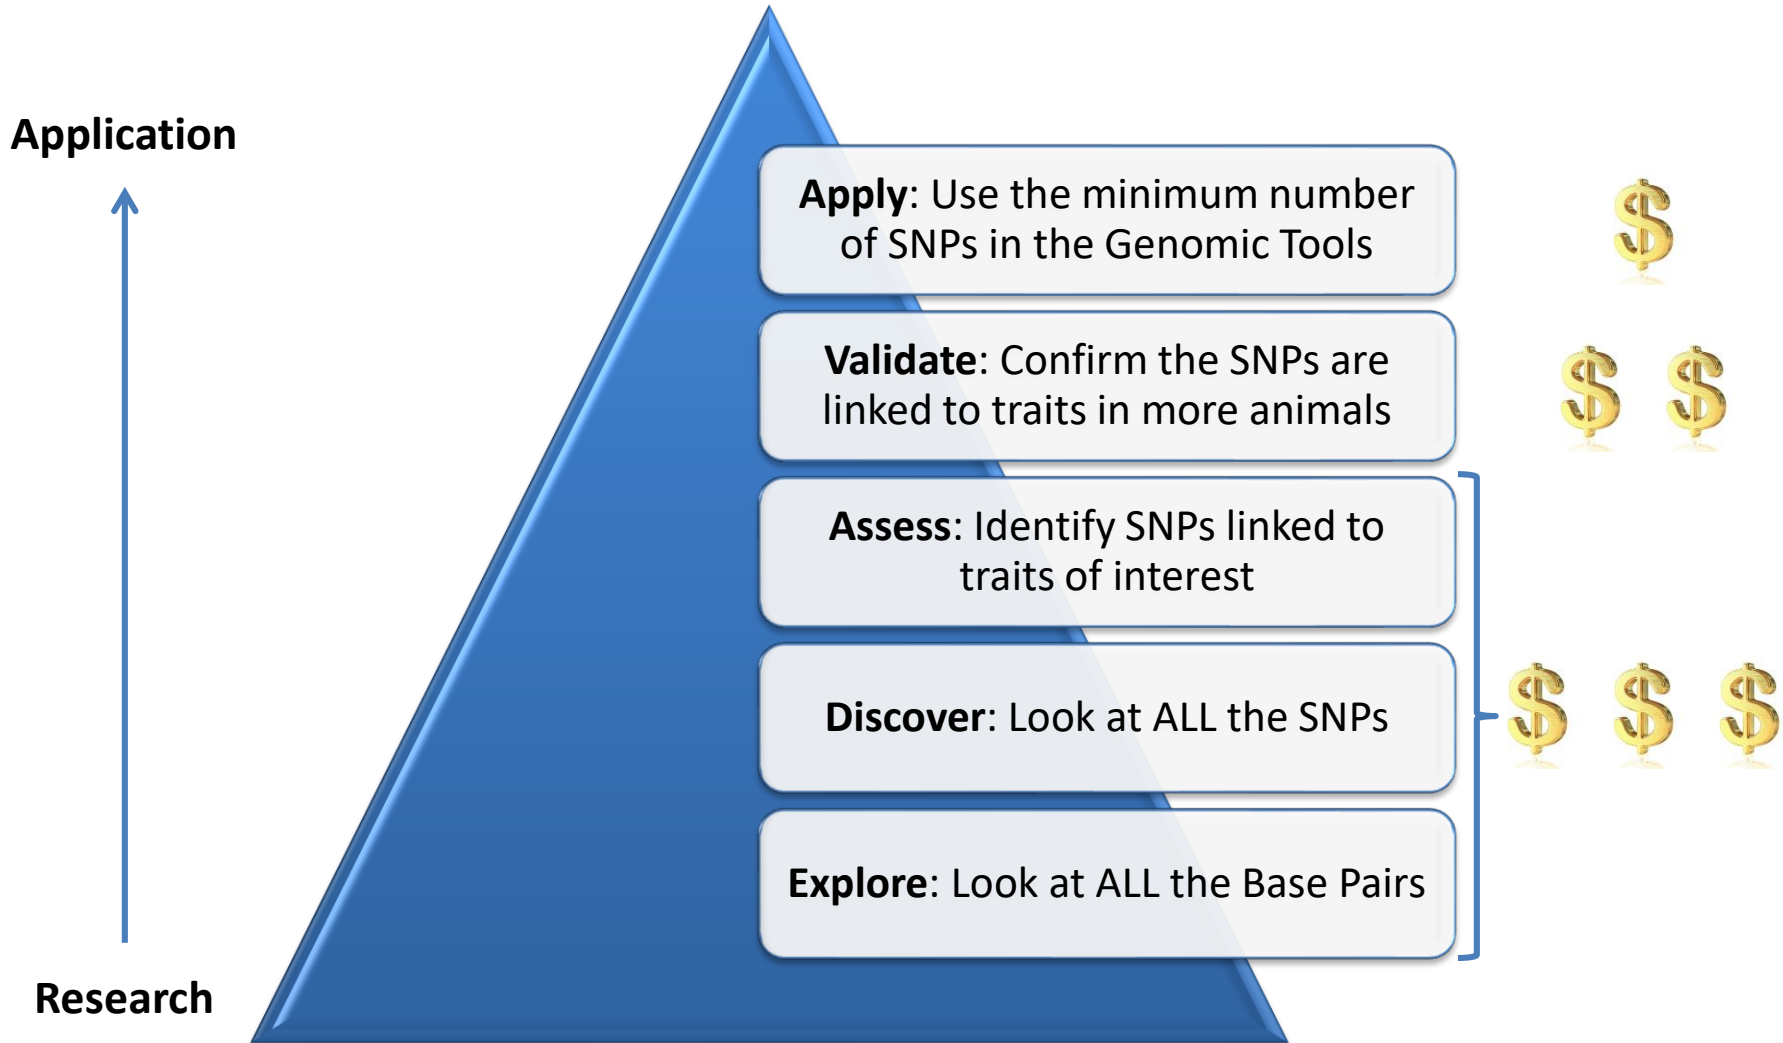 Application
Apply: Use the minimum number
of SNPs in the Genomic Tools
$
Validate: Confirm the SNPs are
linked to traits in more animals
$ $
Assess: Identify SNPs linked to
traits of interest
Discover: Look at ALL the SNPs
$ $ $
Explore: Look at ALL the Base Pairs
Research